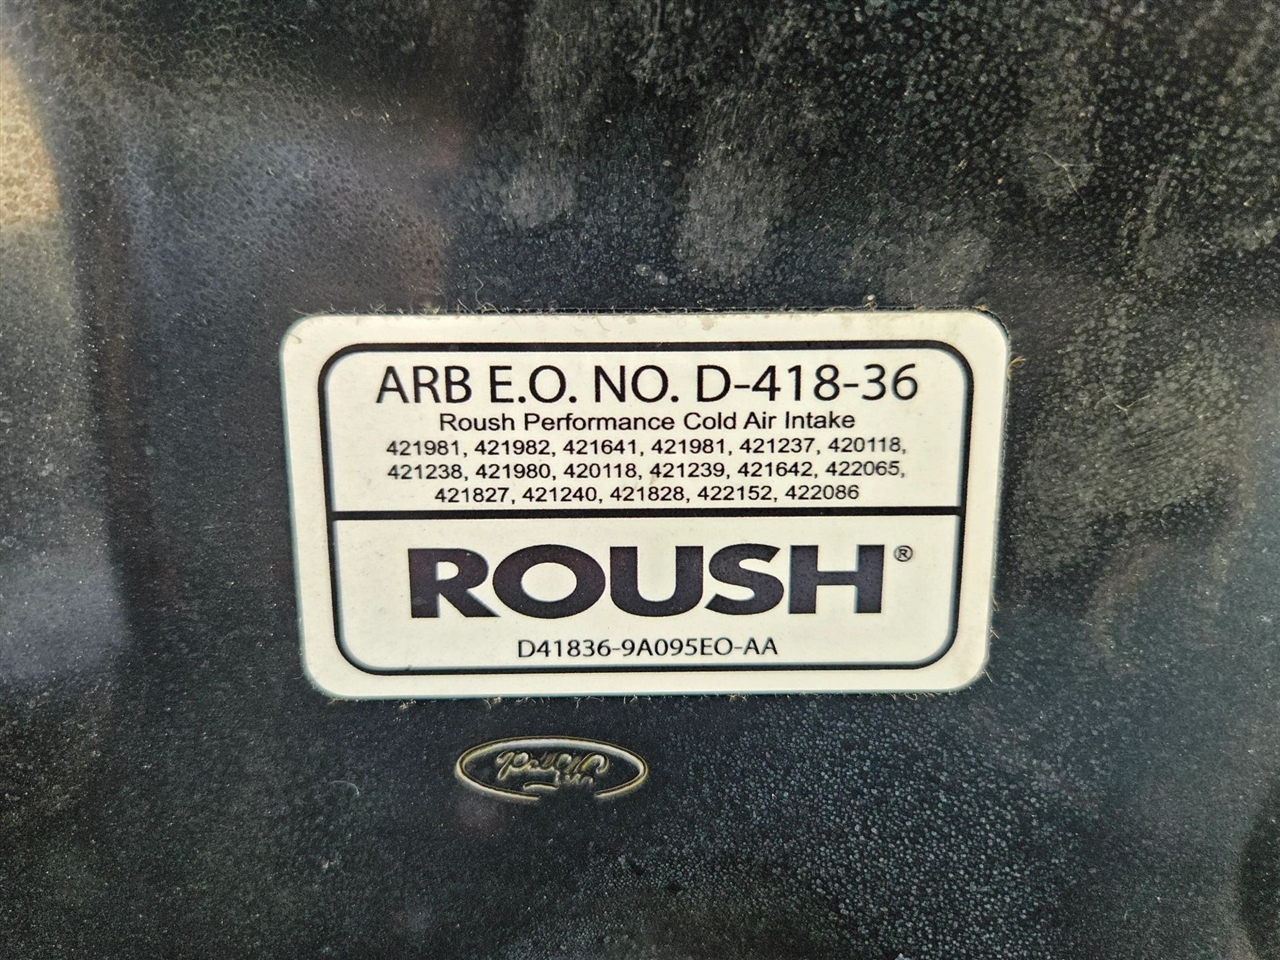 ARB E.O. NO. D-418-36
Roush Performance Cold Air Intake
421981, 421982, 421641, 421981, 421237, 420118,
421238, 421980, 420118, 421239, 421642, 422065,
421827, 421240, 421828, 422152, 422086
ROUSH®
D41836-9A095EO-AA